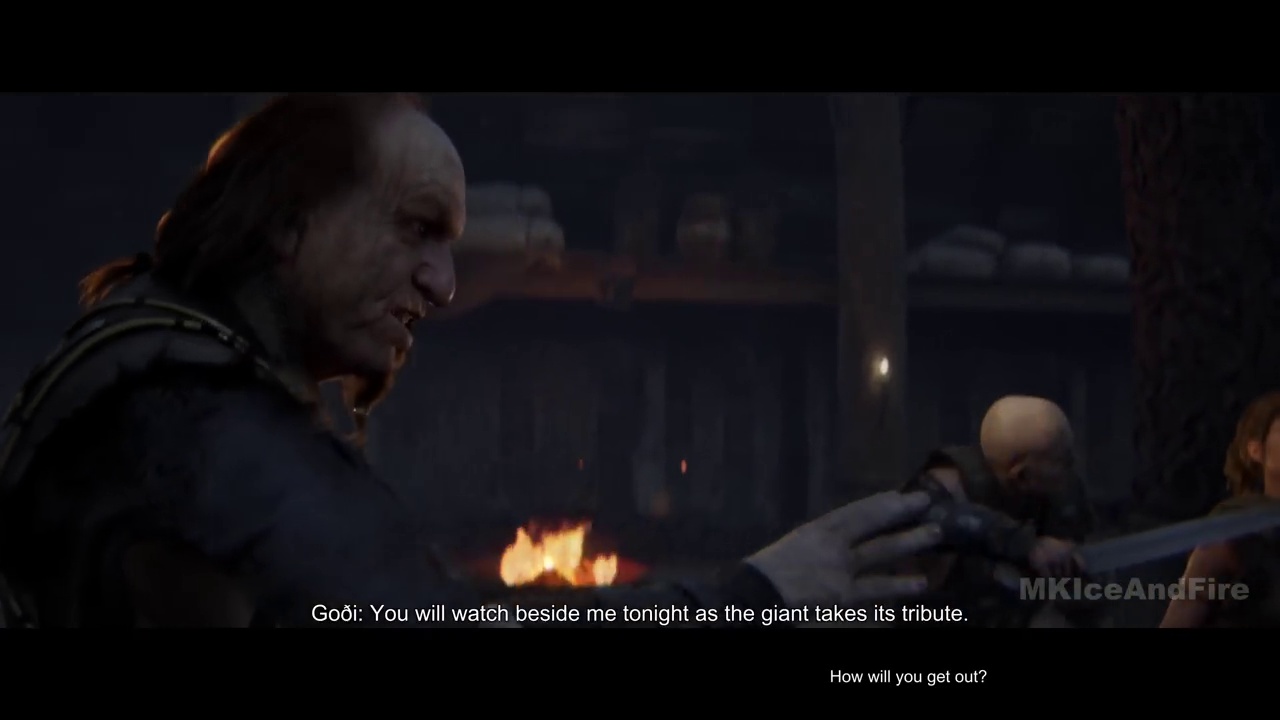 MKIceAndFire
Goði: You will watch beside me tonight as the giant takes its tribute.
How will you get out?